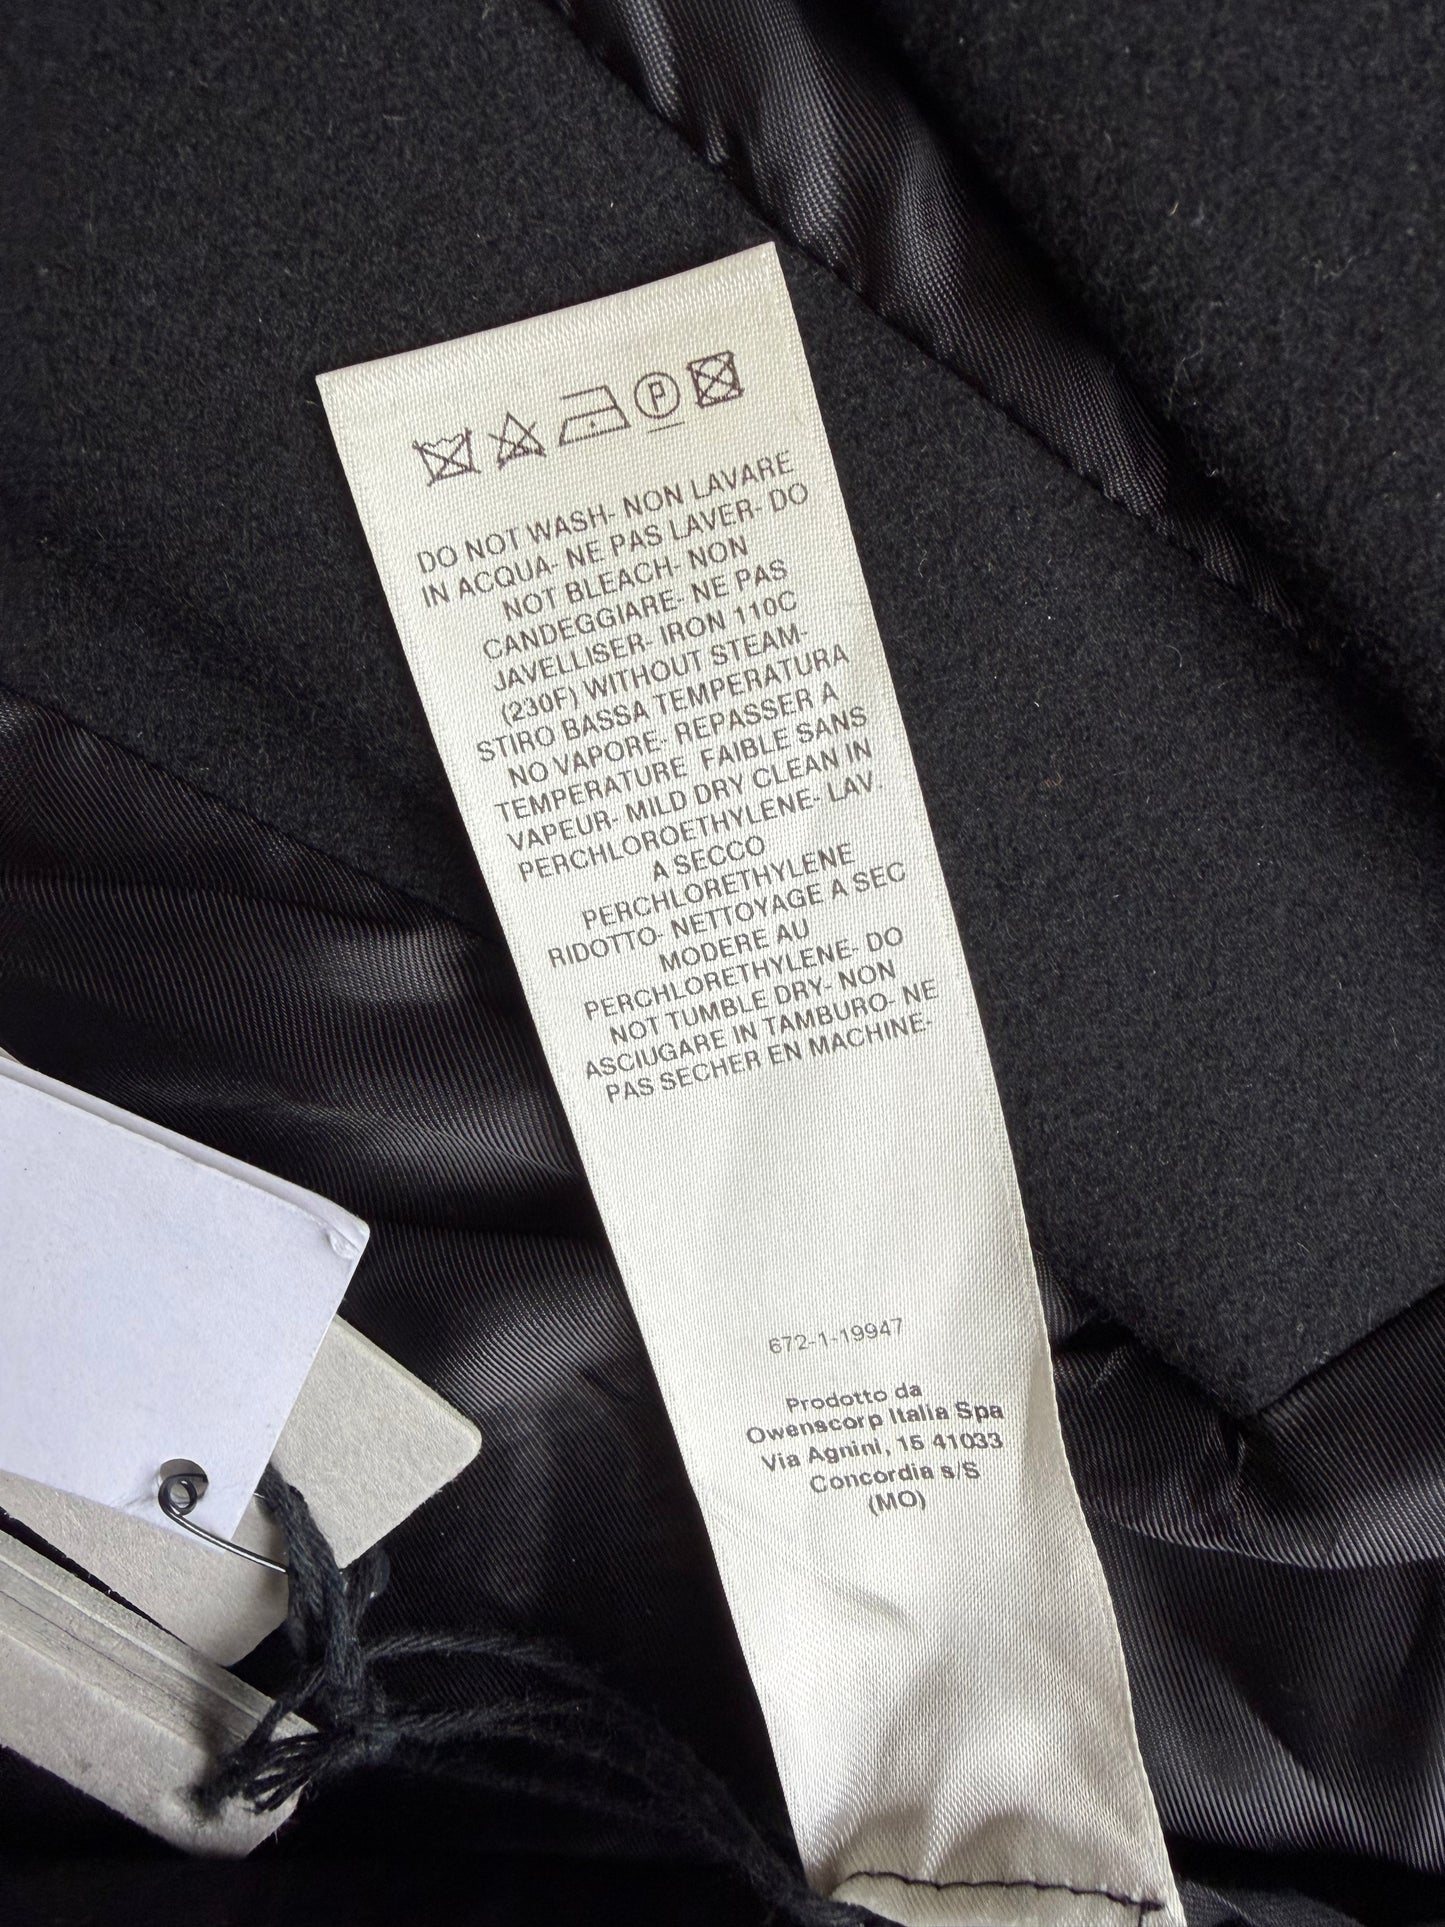 P
DO NOT WASH- NON LAVARE
IN ACQUA- NE PAS LAVER- DO
NOT BLEACH- NON
CANDEGGIARE- NE PAS
JAVELLISER- IRON 110C
(230F) WITHOUT STEAM-
STIRO BASSA TEMPERATURA
NO VAPORE- REPASSER A
TEMPERATURE FAIBLE SANS
VAPEUR- MILD DRY CLEAN IN
PERCHLOROETHYLENE- LAV.
A SECCO
PERCHLORETHYLENE
RIDOTTO- NETTOYAGE A SEC
MODERE AU
PERCHLORETHYLENE- DO
NOT TUMBLE DRY- NON
ASCIUGARE IN TAMBURO- NE
PAS SECHER EN MACHINE-
672-1-19947
Prodotto da
Owenscorp Italia Spa
Via Agnini, 15 41033
Concordia s/S
(MO)